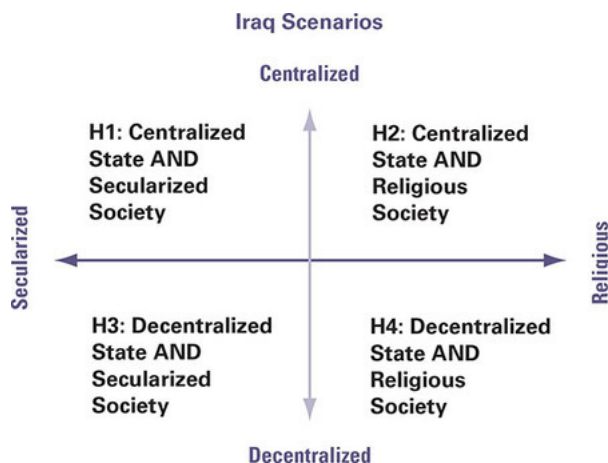 Iraq Scenarios
Centralized
H1: Centralized
State AND
Secularized
Society
H2: Centralized
State AND
Religious
Society
Secularized
Religious
H3: Decentralized
State AND
Secularized
Society
H4: Decentralized
State AND
Religious
Society
Decentralized